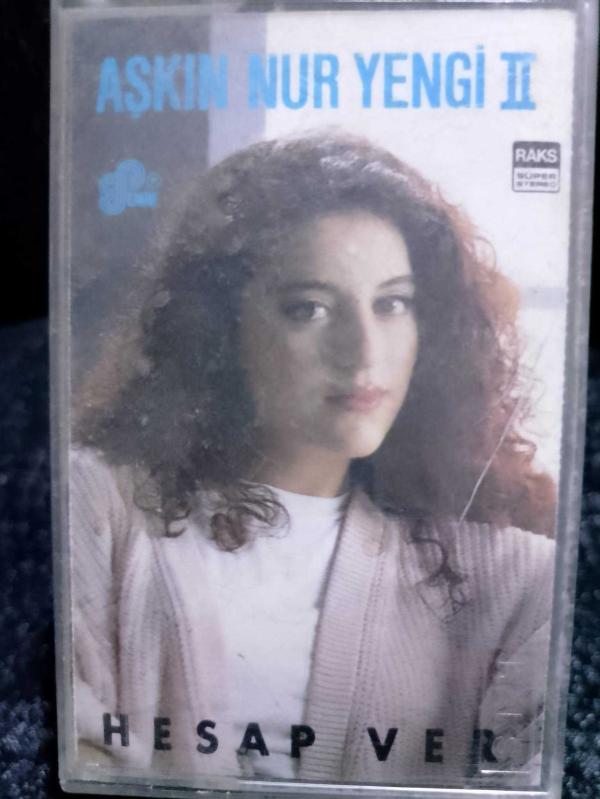 AŞKIN NUR YENGİ II
RAKS
SÜPER
STEREO
HESAP VER